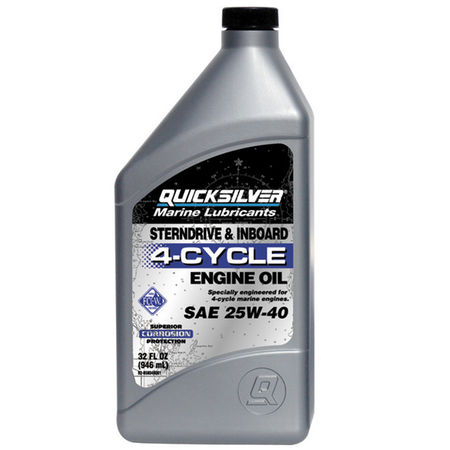 QUICKSILVER
Marine Lubricants
STERNDRIVE & INBOARD
4-CYCLE
ENGINE OIL
Specially engineered for
4-cycle marine engines.
SAE 25W-40
FC-W
SUPERIOR
CORROSION
PROTECTION
32 FL OZ
(946 mL)
Q